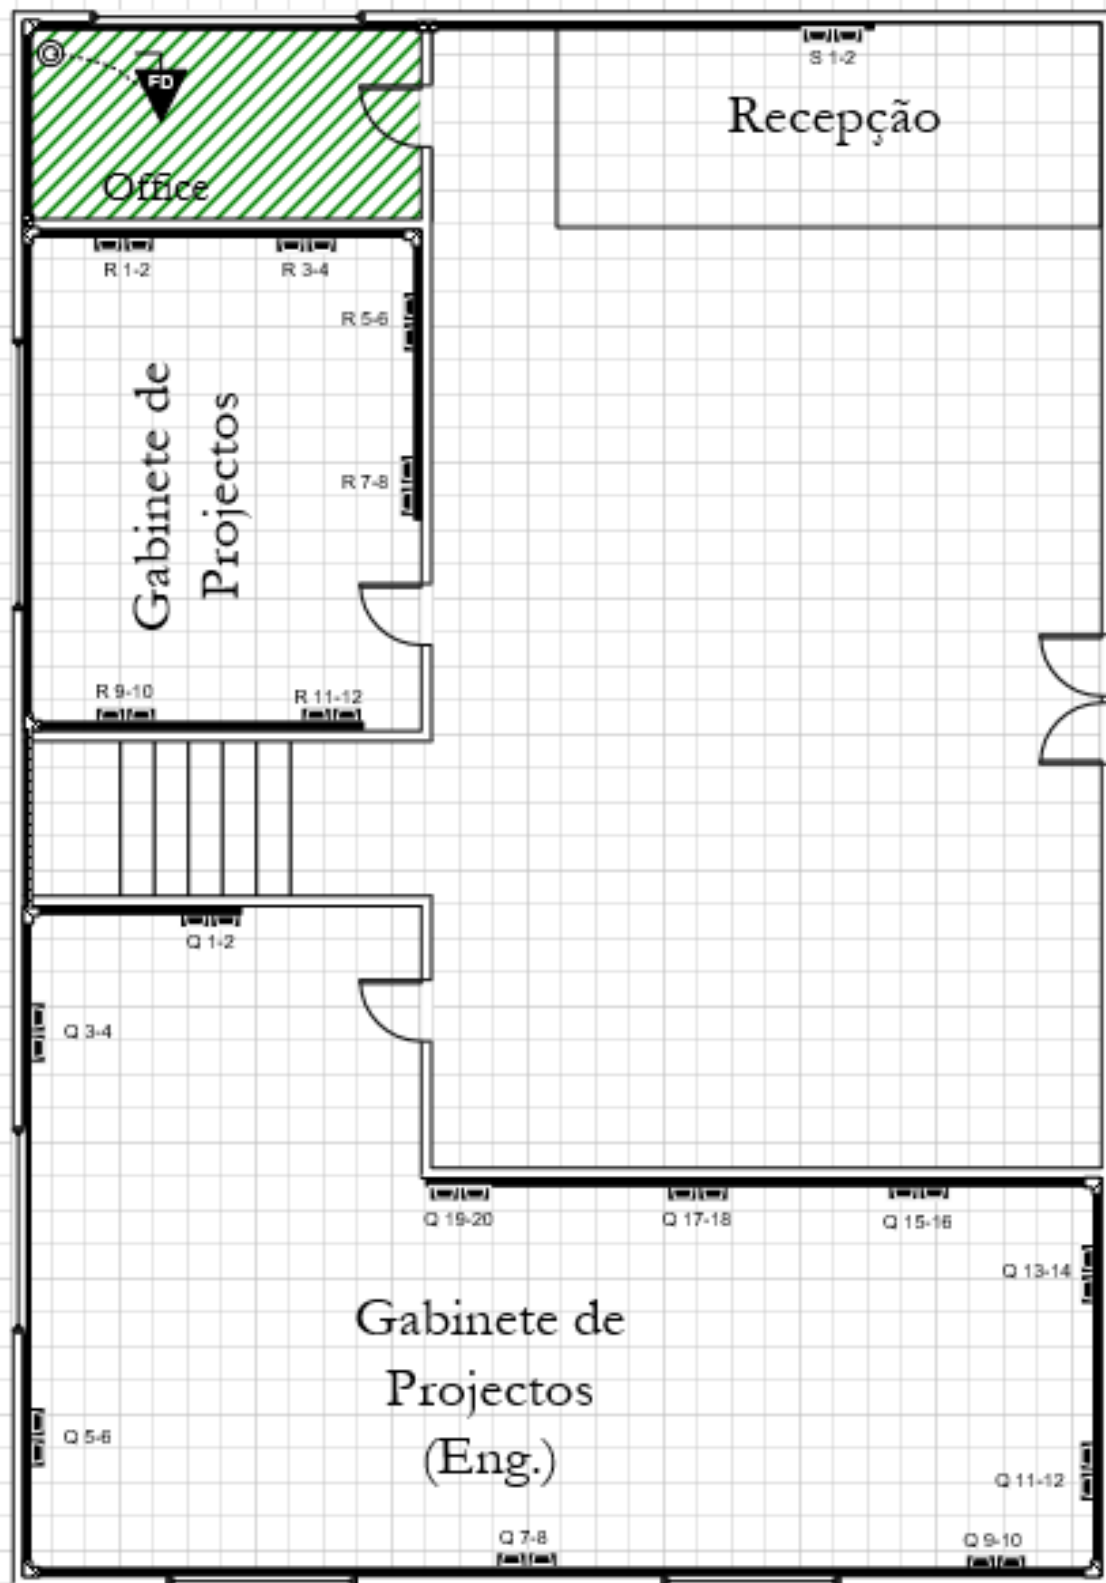 S 1-2
FD
Recepção
Office
R 1-2
R 3-4
R 5-6
Gabinete de
Projectos
R 7-8
R 9-10
R 11-12
Q 1-2
Q 3-4
Q 19-20
Q 17-18
Q 15-16
Q 13-14
Gabinete de
Projectos
(Eng.)
Q 5-6
Q 11-12
Q 7-8
Q 9-10